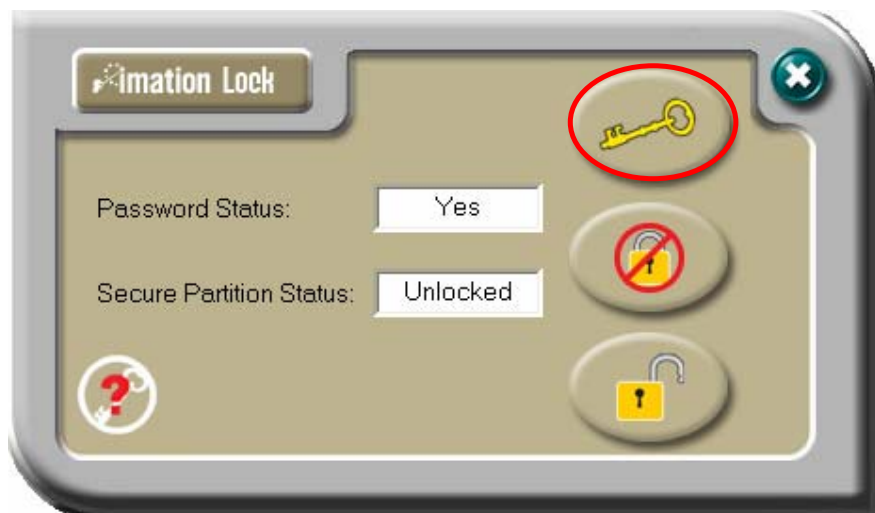 imation Lock
Password Status: Yes
Secure Partition Status: Unlocked
?